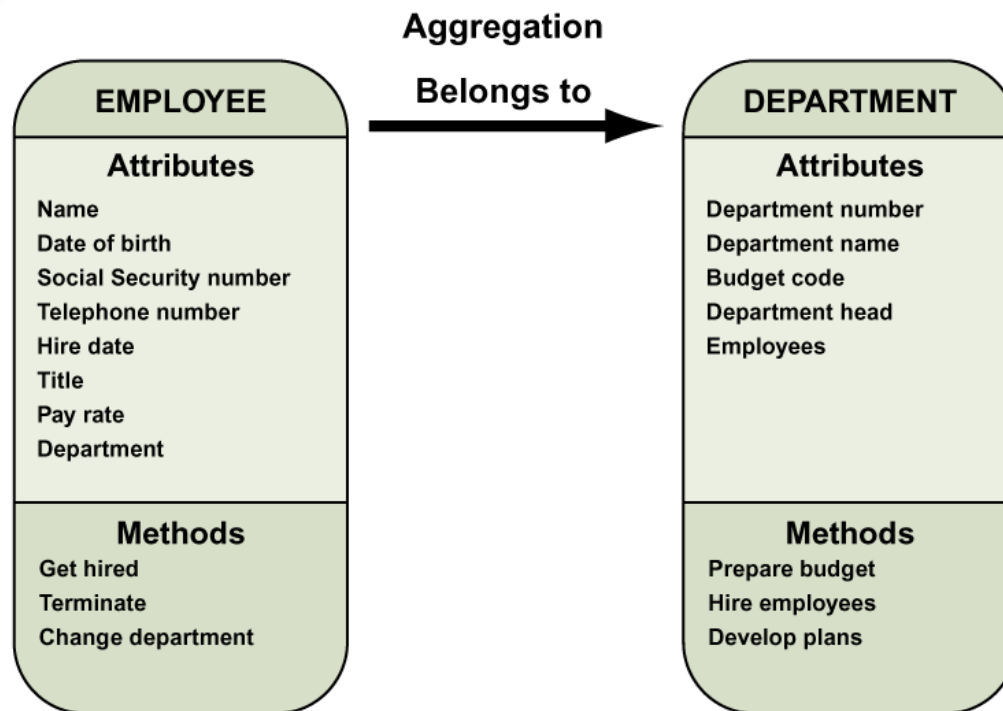 Aggregation
Belongs to
EMPLOYEE
Attributes
Name
Date of birth
Social Security number
Telephone number
Hire date
Title
Pay rate
Department
Methods
Get hired
Terminate
Change department
DEPARTMENT
Attributes
Department number
Department name
Budget code
Department head
Employees
Methods
Prepare budget
Hire employees
Develop plans